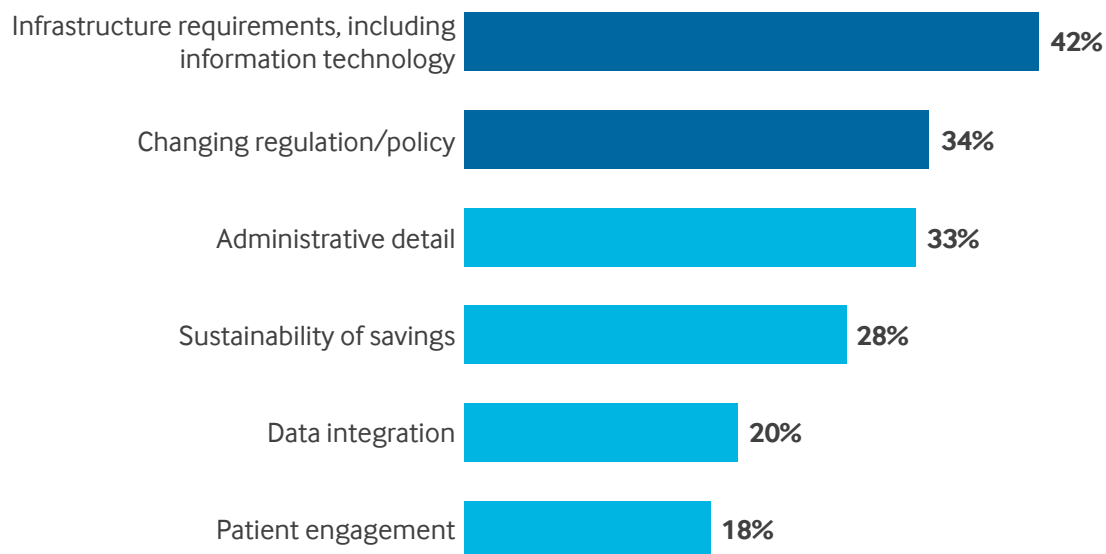 Infrastructure requirements, including
information technology
42%
Changing regulation/policy
34%
Administrative detail
33%
Sustainability of savings
28%
Data integration
20%
Patient engagement
18%